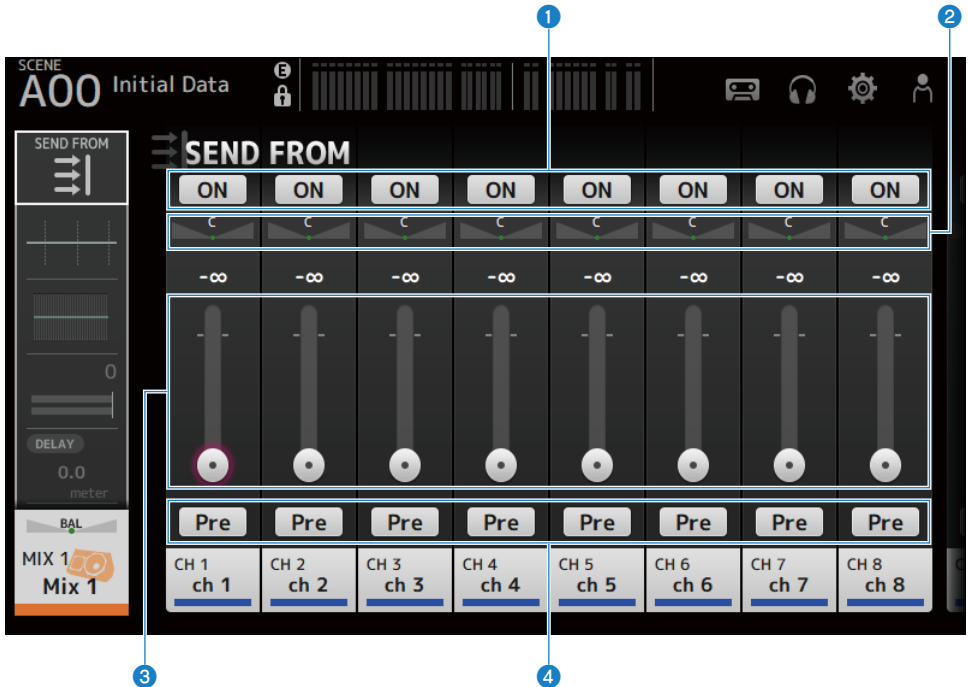 1
2
SCENE
A00 Initial Data
E
SEND FROM
SEND FROM
ON ON ON ON ON ON ON ON
C C C C C C C C
-∞ -∞ -∞ -∞ -∞ -∞ -∞ -∞
0
DELAY
0.0
meter
BAL
Pre Pre Pre Pre Pre Pre Pre Pre
MIX 1
Mix 1
CH 1 CH 2 CH 3 CH 4 CH 5 CH 6 CH 7 CH 8
ch 1 ch 2 ch 3 ch 4 ch 5 ch 6 ch 7 ch 8
3
4